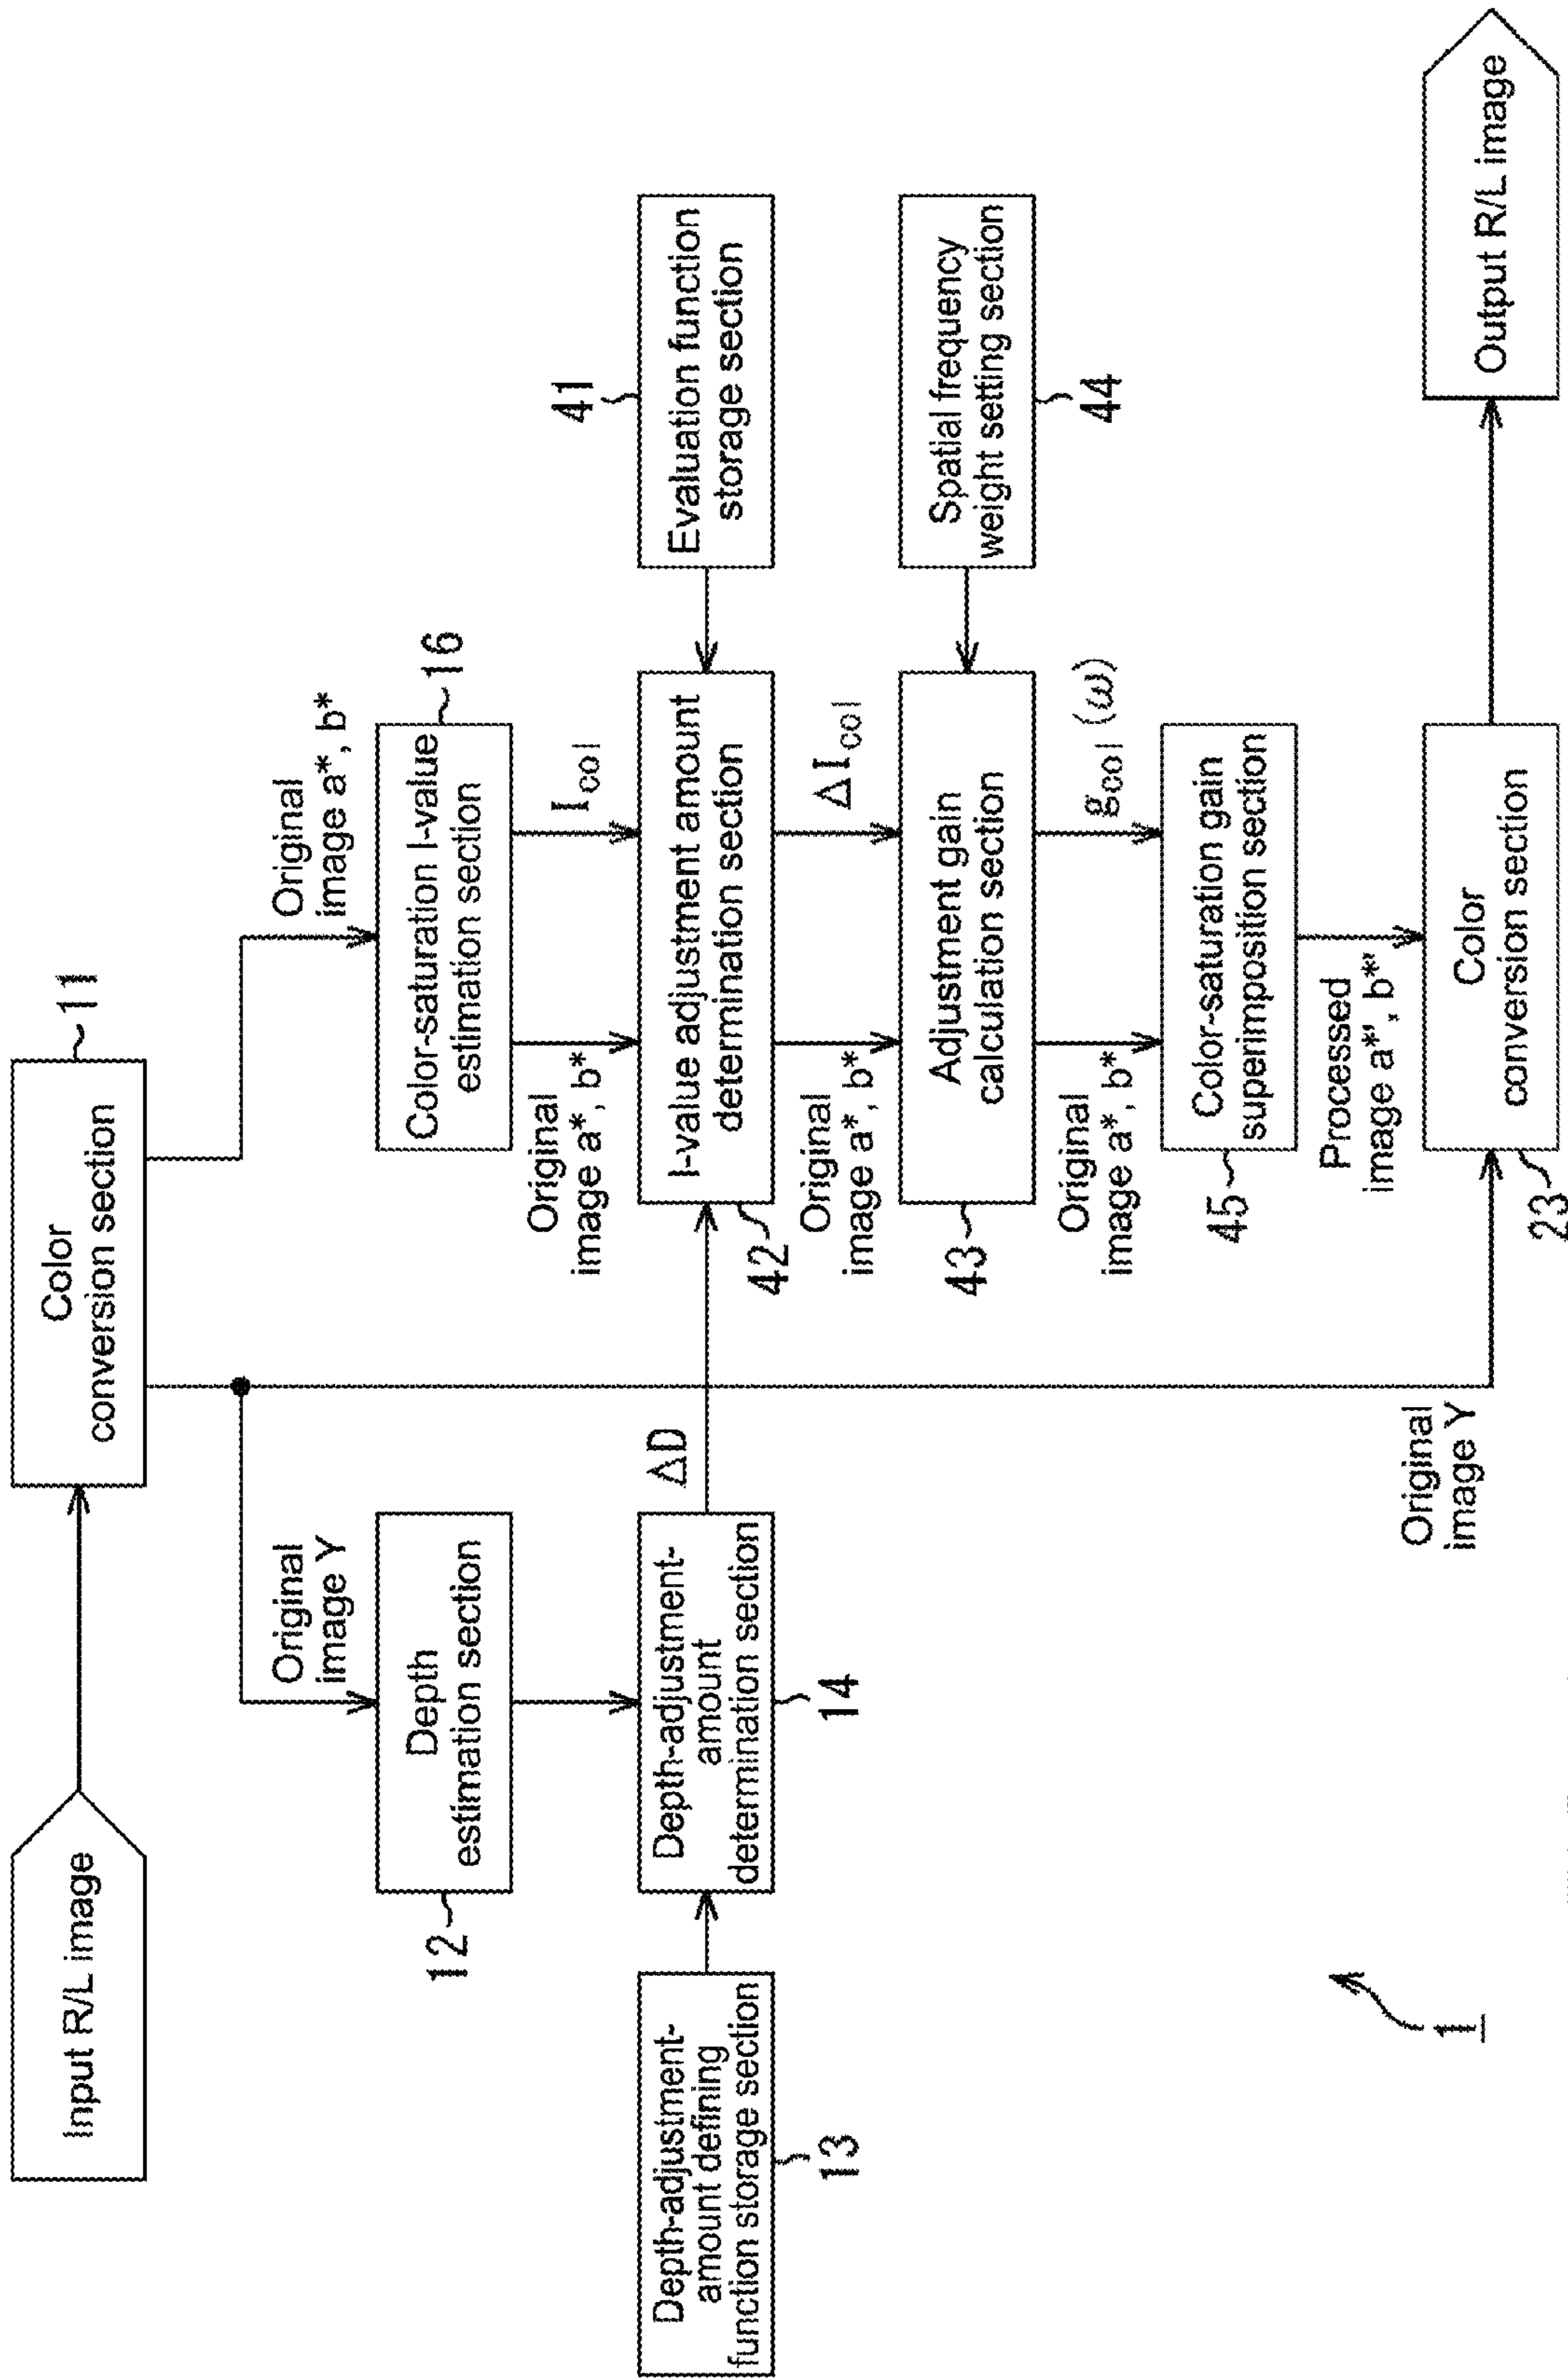 Input R/L image
Color
conversion section
11
Original
image Y
Original
image a*, b*
Depth
estimation section
12
Color-saturation I-value
estimation section
16
Original
image a*, b*
Icol
Depth-adjustment-
amount defining
function storage section
13
Depth-adjustment-
amount
determination section
14
ΔD
I-value adjustment amount
determination section
42
Evaluation function
storage section
41
Original
image a*, b*
ΔIcol
Adjustment gain
calculation section
43
Spatial frequency
weight setting section
44
Original
image a*, b*
gcol (ω)
Color-saturation gain
superimposition section
45
Processed
image a*', b*'
Original
image Y
Color
conversion section
23
Output R/L image
1